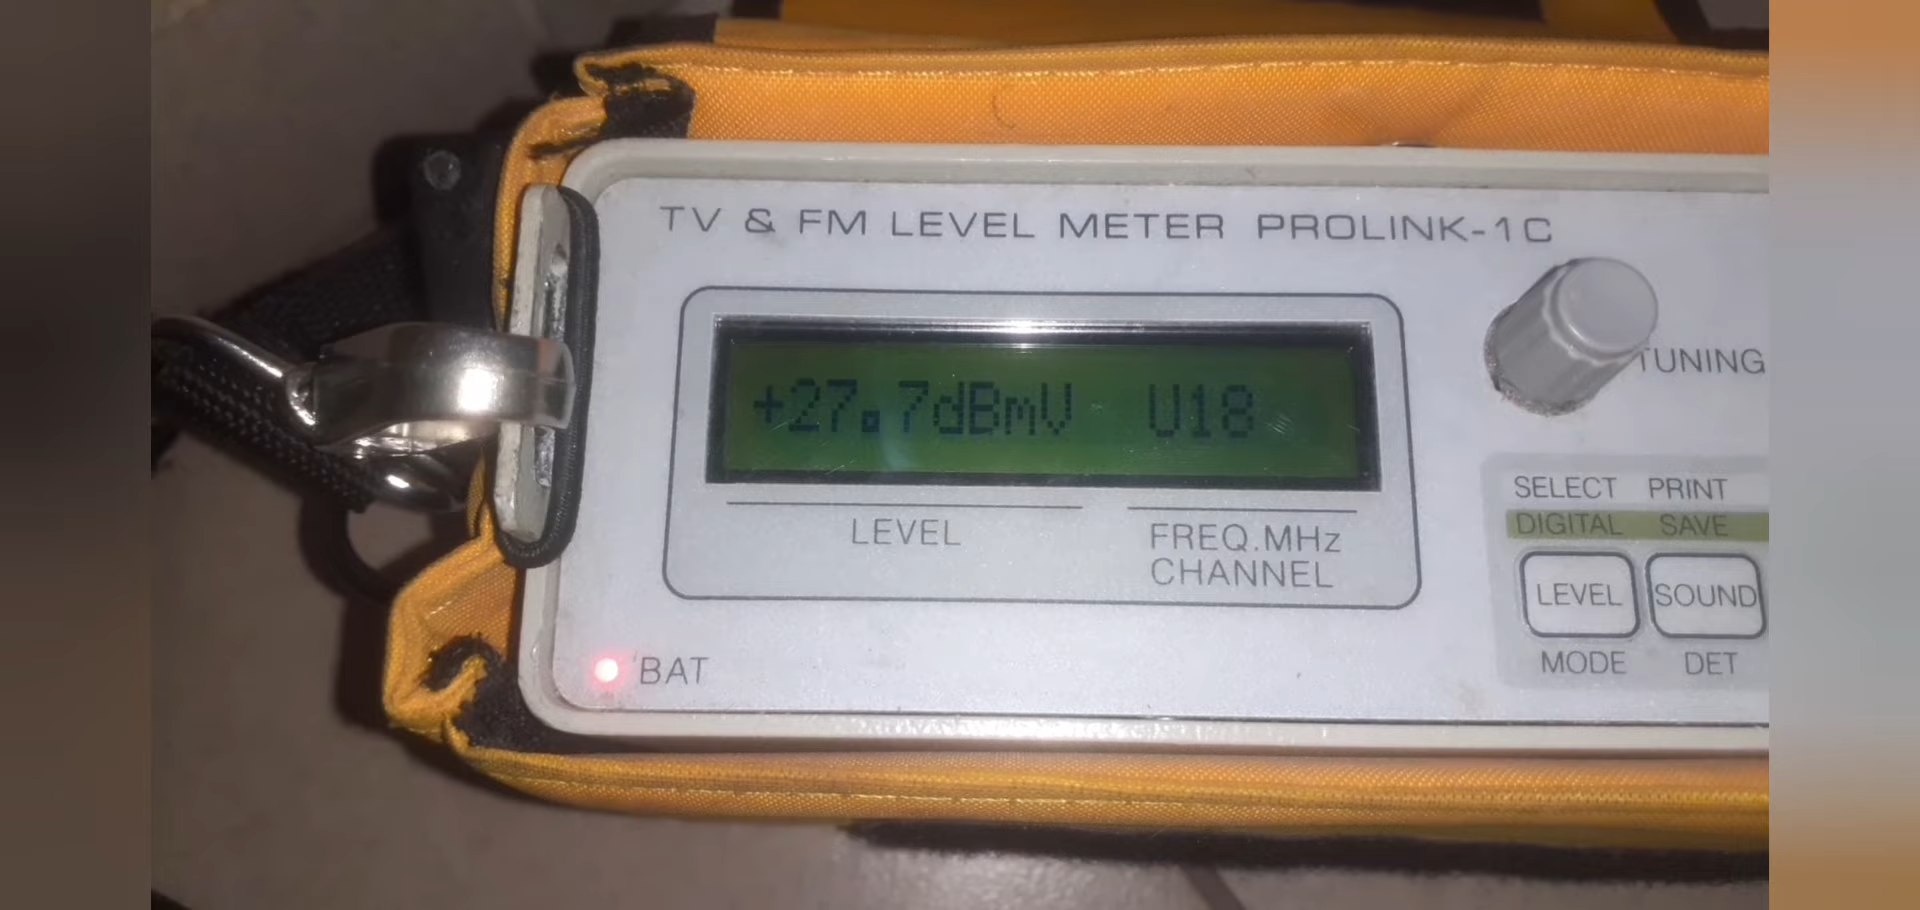 TV & FM LEVEL METER PROLINK-1C
+27.7dBmV U18
TUNING
LEVEL
FREQ.MHz
CHANNEL
SELECT PRINT
DIGITAL SAVE
LEVEL SOUND
MODE DET
BAT